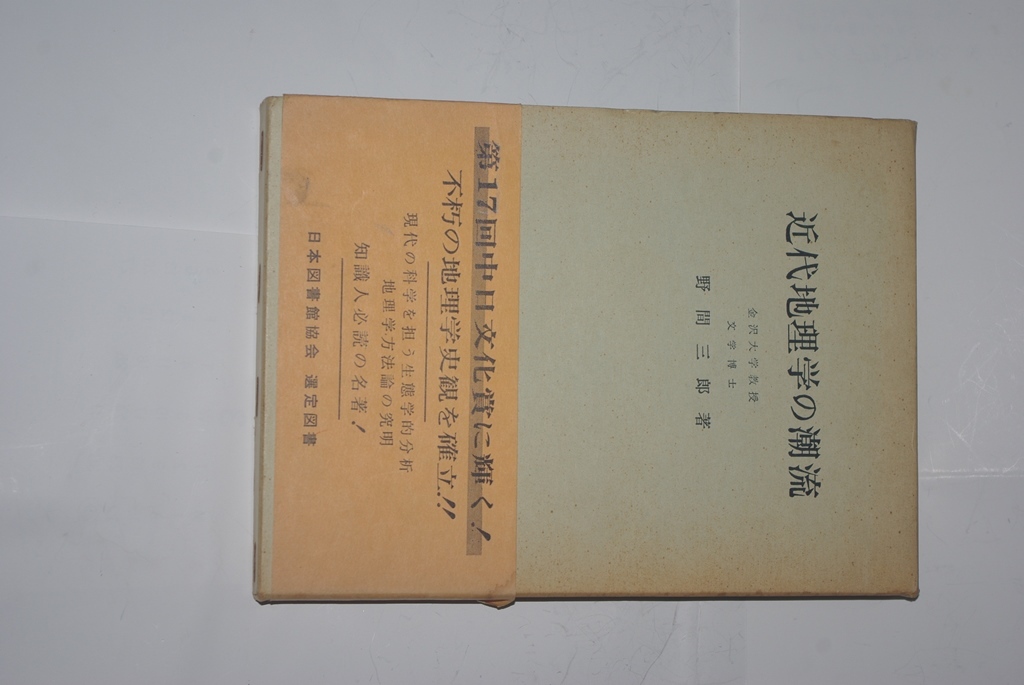 近代地理学の潮流
金沢大学教授
文学博士
野間三郎著
第17回中日文化賞に輝く!
不朽の地理学史観を確立!!
現代の科学を担う生態学的分析
地理学方法論の究明
知識人必読の名著!
日本図書館協会 選定図書